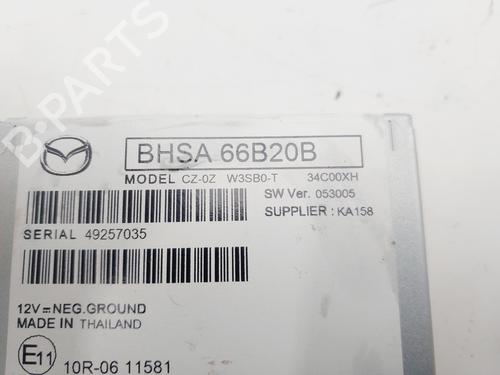 B-PARTS
BHSA 66B20B
MODEL CZ-0Z W3SB0-T 34C00XH
SW Ver. 053005
SUPPLIER : KA158
SERIAL 49257035
12V⎓NEG.GROUND
MADE IN THAILAND
E11 10R-06 11581